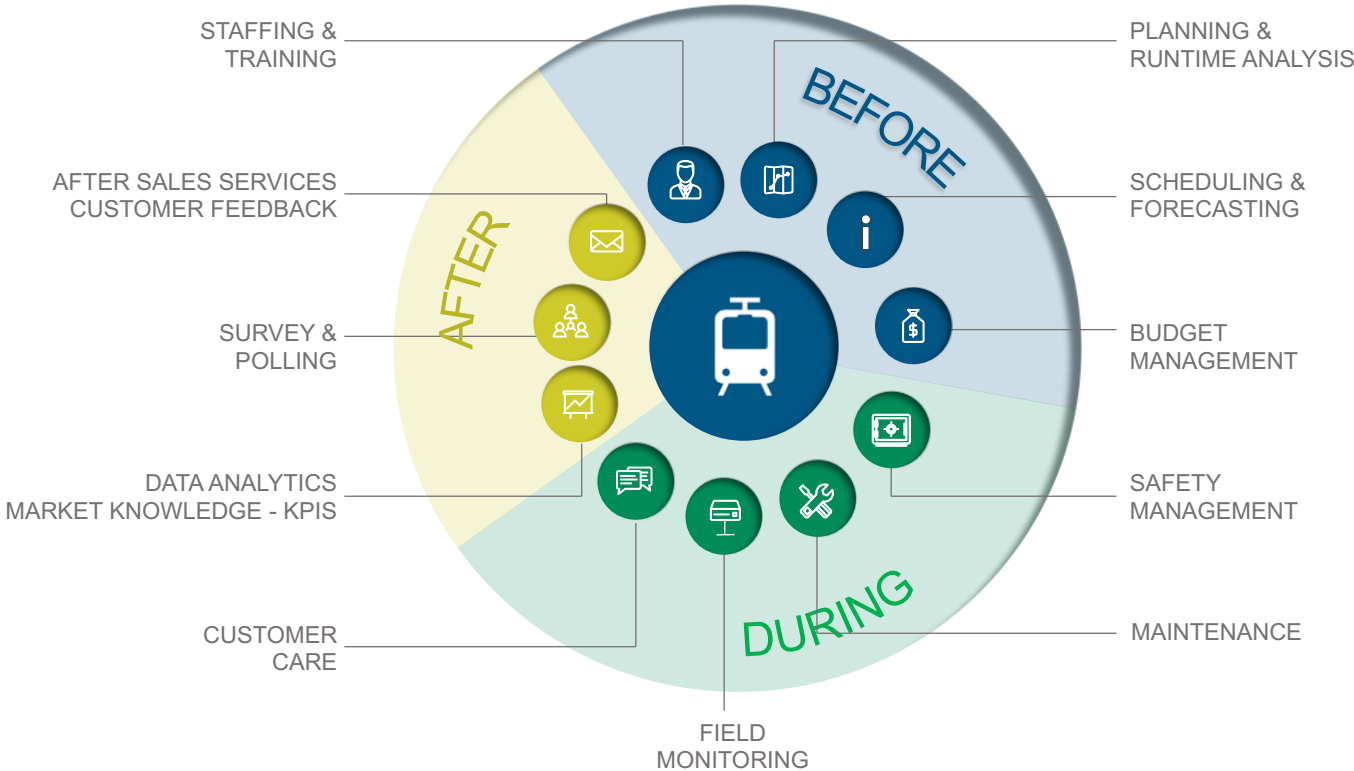 STAFFING &
TRAINING
PLANNING &
RUNTIME ANALYSIS
BEFORE
AFTER SALES SERVICES
CUSTOMER FEEDBACK
SCHEDULING &
FORECASTING
AFTER
i
SURVEY &
POLLING
$
BUDGET
MANAGEMENT
DATA ANALYTICS
MARKET KNOWLEDGE - KPIS
SAFETY
MANAGEMENT
DURING
CUSTOMER
CARE
MAINTENANCE
FIELD
MONITORING